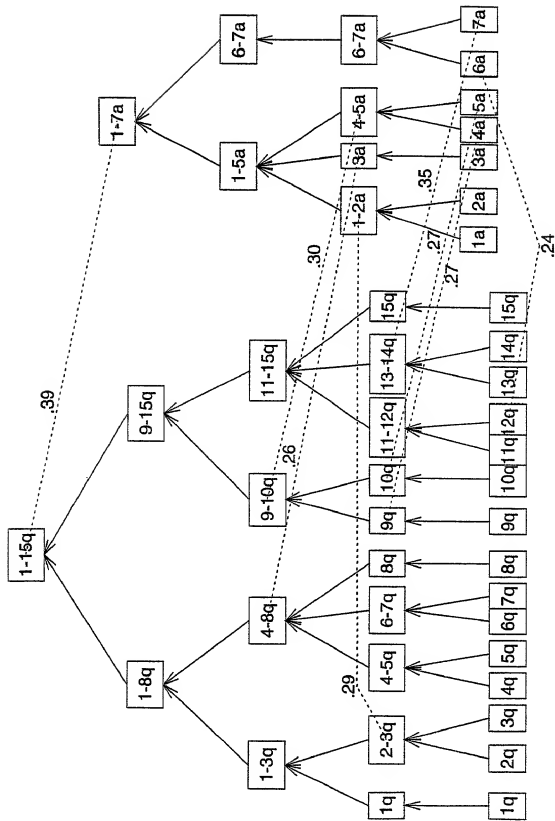 1-15q
1-8q
9-15q
1-3q
4-8q
9-10q
11-15q
1q
2-3q
4-5q
6-7q
8q
9q
10q
11-12q
13-14q
15q
1q
2q
3q
4q
5q
6q
7q
8q
9q
10q
11q
12q
13q
14q
15q
1-7a
1-5a
6-7a
1-2a
3a
4-5a
6-7a
1a
2a
3a
4a
5a
6a
7a
.39
.30
.26
.29
.35
.27
.27
.24